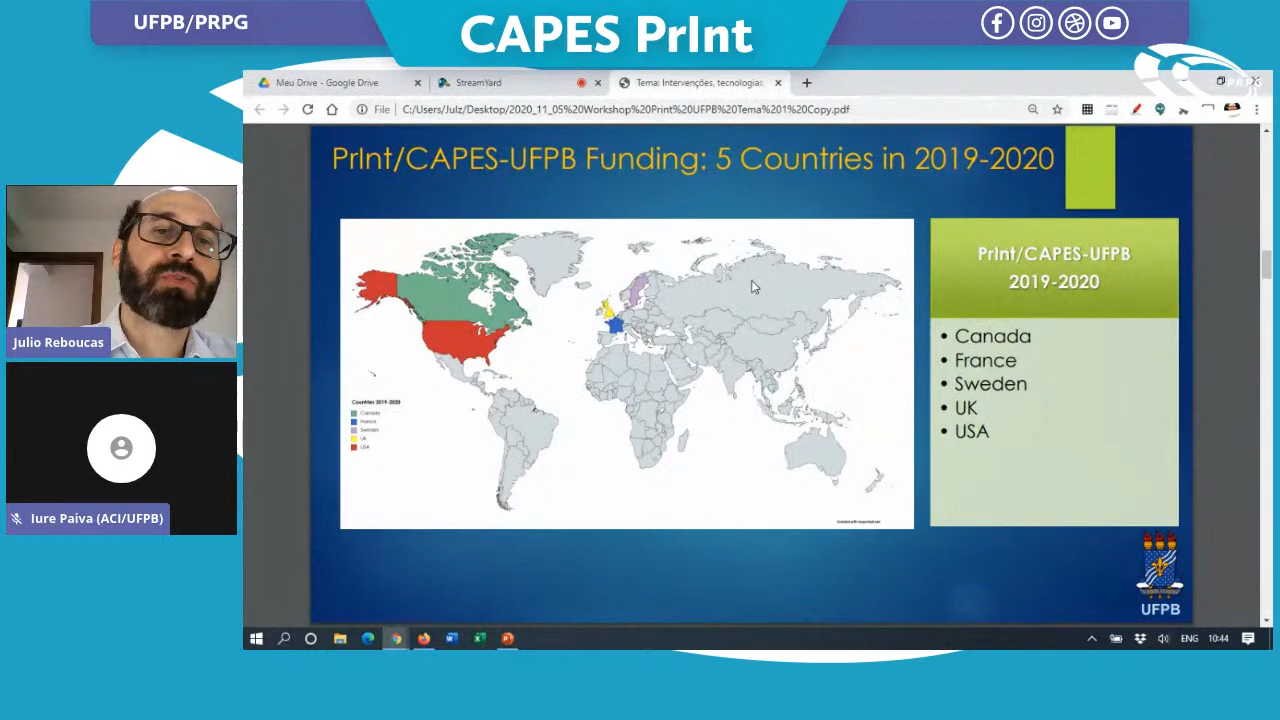 UFPB/PRPG
CAPES PrInt
Meu Drive - Google Drive
StreamYard
Tema: Intervenções, tecnologias
File
C:/Users/Julz/Desktop/2020_11_05%20Workshop%20Print%20UFPB%20Tema%201%20Copy.pdf
PrInt/CAPES-UFPB Funding: 5 Countries in 2019-2020
PrInt/CAPES-UFPB
2019-2020
• Canada
• France
• Sweden
• UK
• USA
Countries 2019-2020
Canada
France
Sweden
UK
USA
Julio Reboucas
Iure Paiva (ACI/UFPB)
UFPB
ENG
10:44